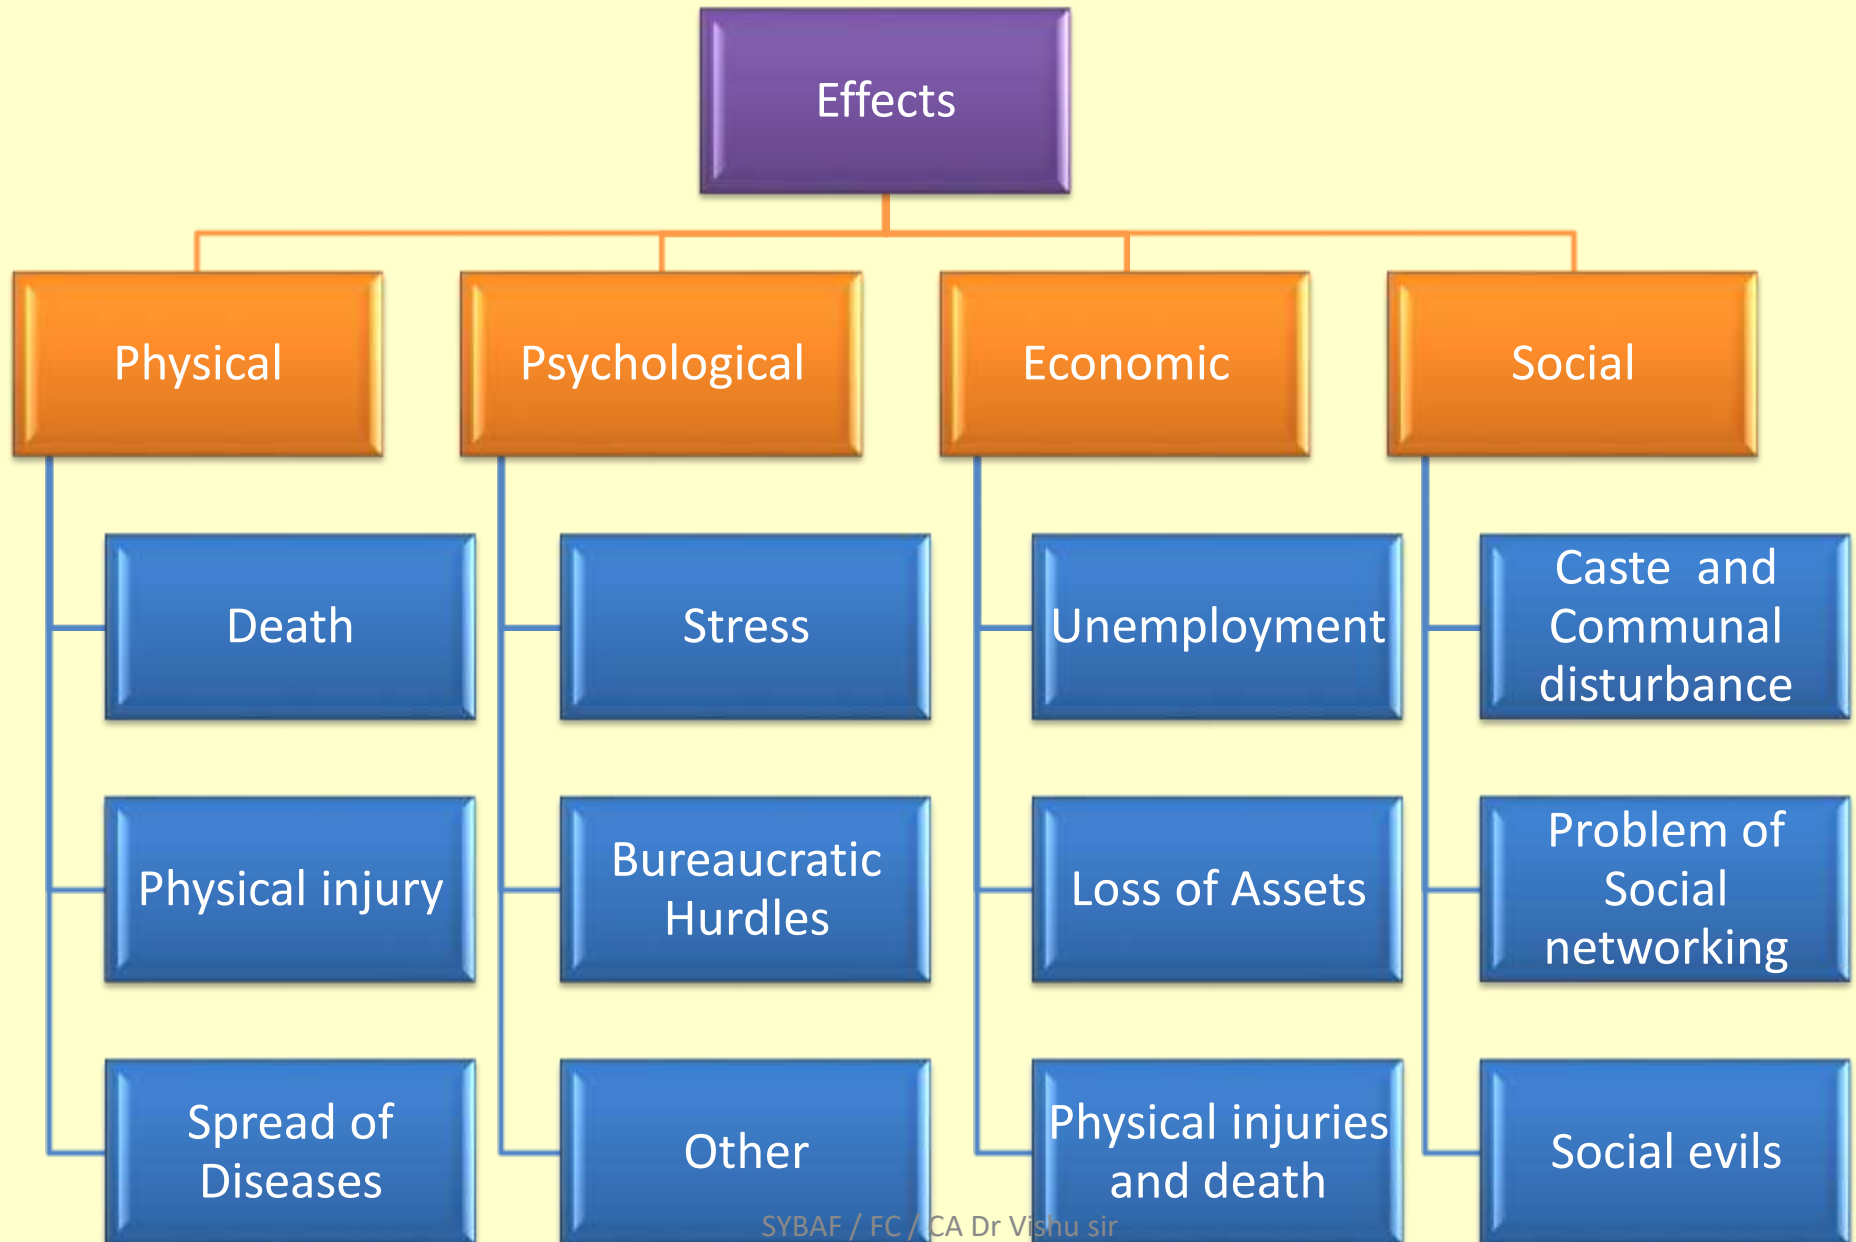 Effects
Physical
Psychological
Economic
Social
Death
Stress
Unemployment
Caste and
Communal
disturbance
Physical injury
Bureaucratic
Hurdles
Loss of Assets
Problem of
Social
networking
Spread of
Diseases
Other
Physical injuries
and death
Social evils
SYBAF / FC / CA Dr Vishu sir